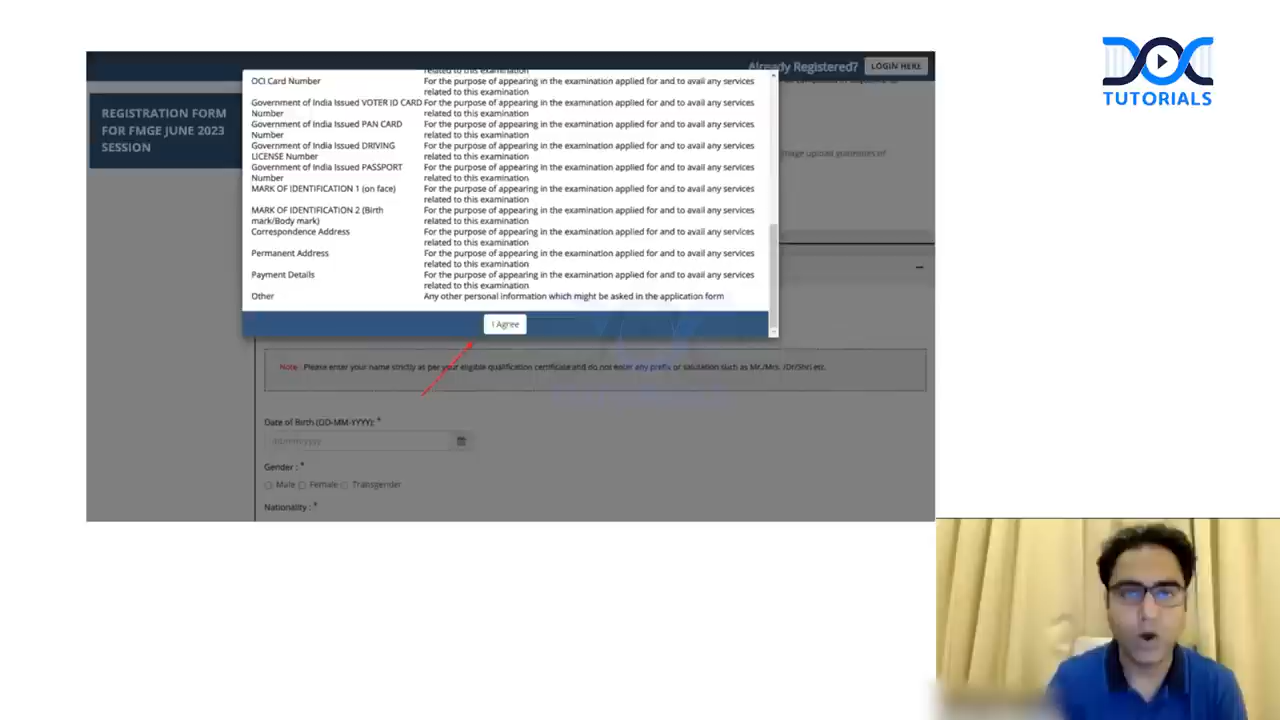 DOC
TUTORIALS
Already Registered?
LOGIN HERE
REGISTRATION FORM
FOR FMGE JUNE 2023
SESSION
related to this examination
OCI Card Number
For the purpose of appearing in the examination applied for and to avail any services
related to this examination
Government of India Issued VOTER ID CARD
Number
For the purpose of appearing in the examination applied for and to avail any services
related to this examination
Government of India Issued PAN CARD
Number
For the purpose of appearing in the examination applied for and to avail any services
related to this examination
Government of India Issued DRIVING
LICENSE Number
For the purpose of appearing in the examination applied for and to avail any services
related to this examination
Government of India Issued PASSPORT
Number
For the purpose of appearing in the examination applied for and to avail any services
related to this examination
MARK OF IDENTIFICATION 1 (on face)
For the purpose of appearing in the examination applied for and to avail any services
related to this examination
MARK OF IDENTIFICATION 2 (Birth
mark/Body mark)
For the purpose of appearing in the examination applied for and to avail any services
related to this examination
Correspondence Address
For the purpose of appearing in the examination applied for and to avail any services
related to this examination
Permanent Address
For the purpose of appearing in the examination applied for and to avail any services
related to this examination
Payment Details
For the purpose of appearing in the examination applied for and to avail any services
related to this examination
Other
Any other personal information which might be asked in the application form
I Agree
Note : Please enter your name strictly as per your eligible qualification certificate and do not enter any prefix or salutation such as Mr./Mrs. /Dr/Shri etc.
Date of Birth (DD-MM-YYYY): *
dd/mm/yyyy
Gender : *
Male Female Transgender
Nationality : *